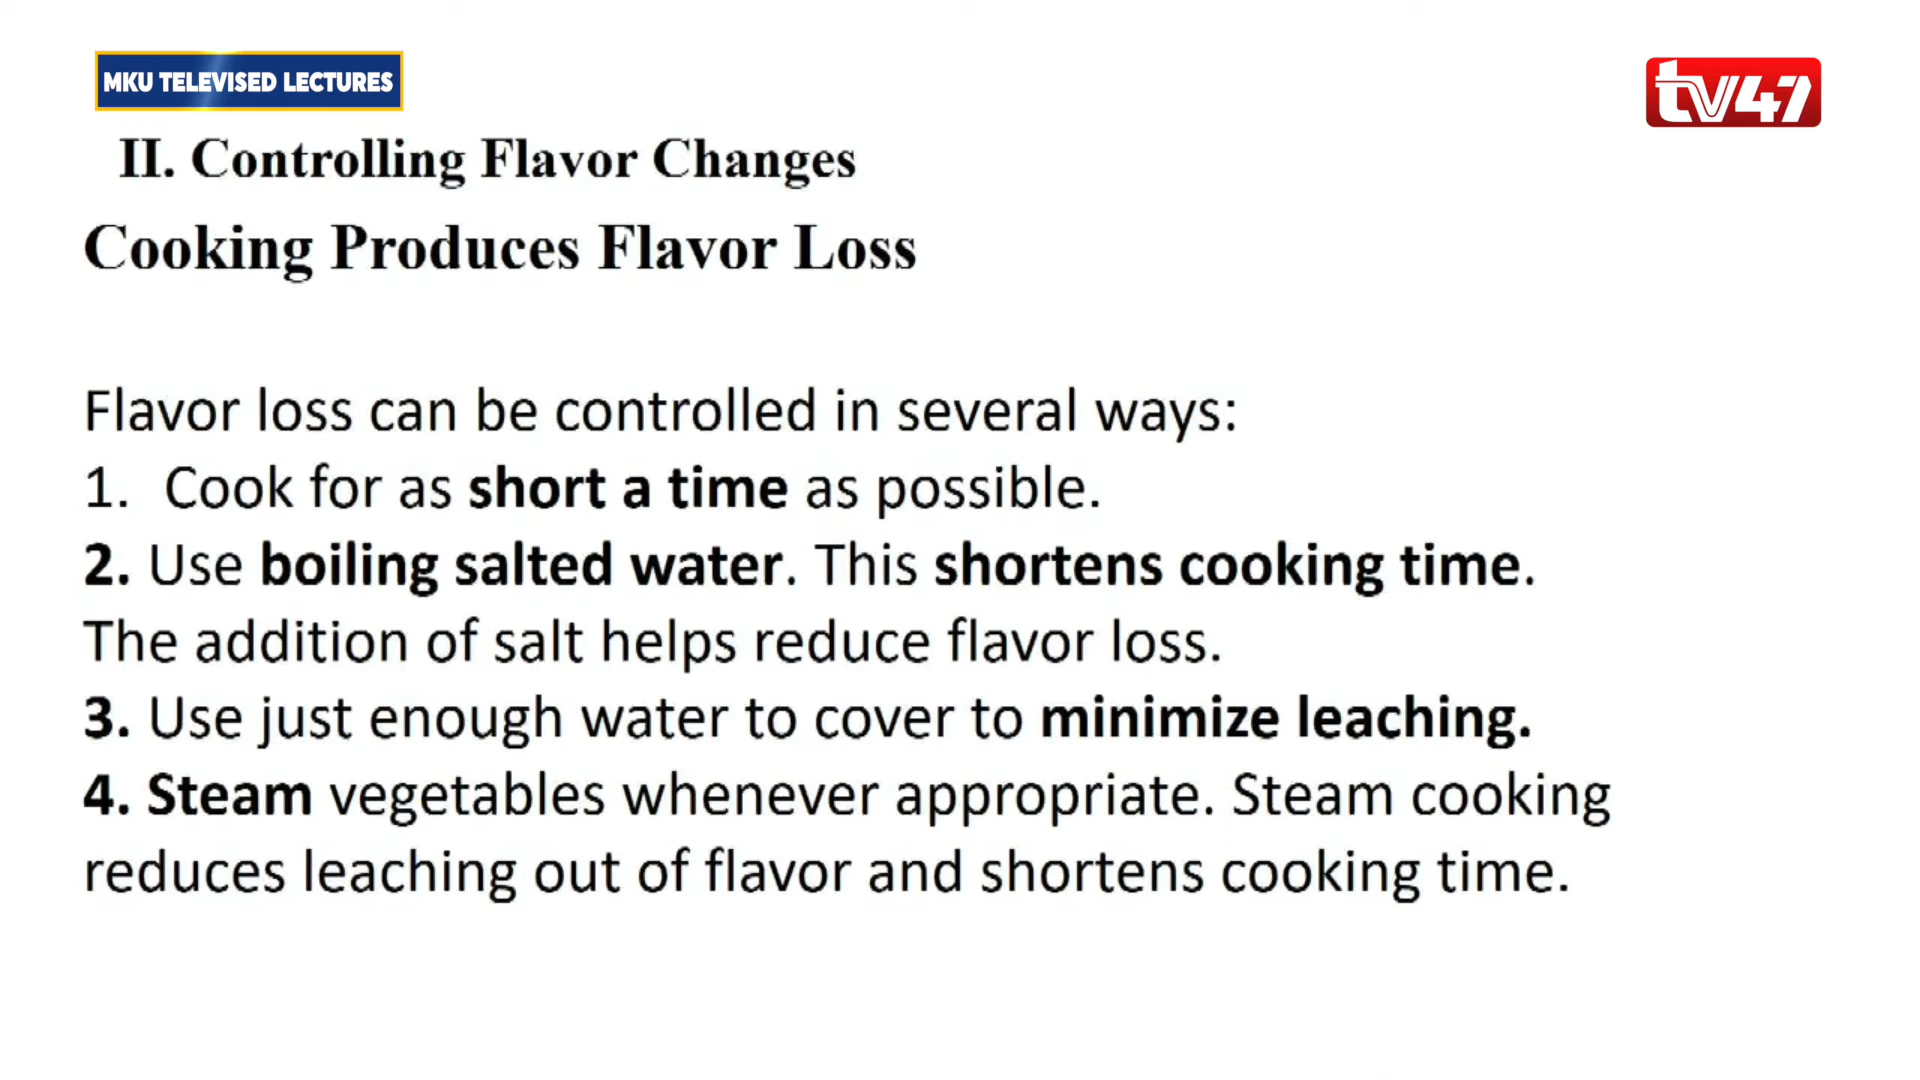 MKU TELEVISED LECTURES
tv47
II. Controlling Flavor Changes
Cooking Produces Flavor Loss
Flavor loss can be controlled in several ways:
1. Cook for as short a time as possible.
2. Use boiling salted water. This shortens cooking time.
The addition of salt helps reduce flavor loss.
3. Use just enough water to cover to minimize leaching.
4. Steam vegetables whenever appropriate. Steam cooking
reduces leaching out of flavor and shortens cooking time.